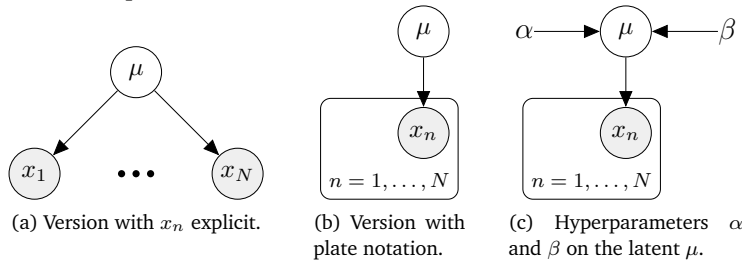 μ
x_1
•••
x_N
(a) Version with x_n explicit.
μ
x_n
n = 1, . . . , N
(b) Version with
plate notation.
α
μ
β
x_n
n = 1, . . . , N
(c) Hyperparameters α
and β on the latent μ.